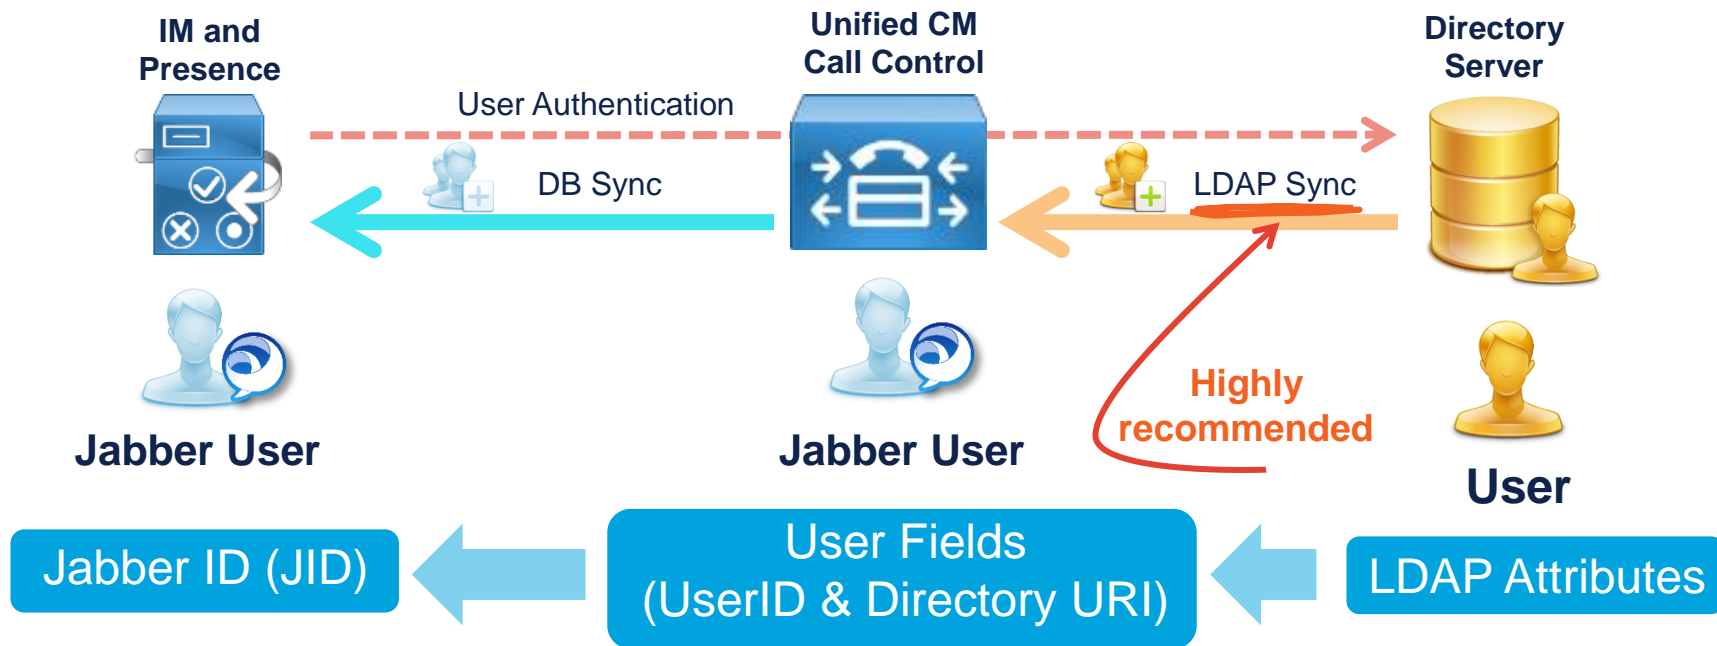 IM and
Presence
Unified CM
Call Control
Directory
Server
User Authentication
DB Sync
LDAP Sync
Highly
recommended
Jabber User
Jabber User
User
Jabber ID (JID)
User Fields
(UserID & Directory URI)
LDAP Attributes